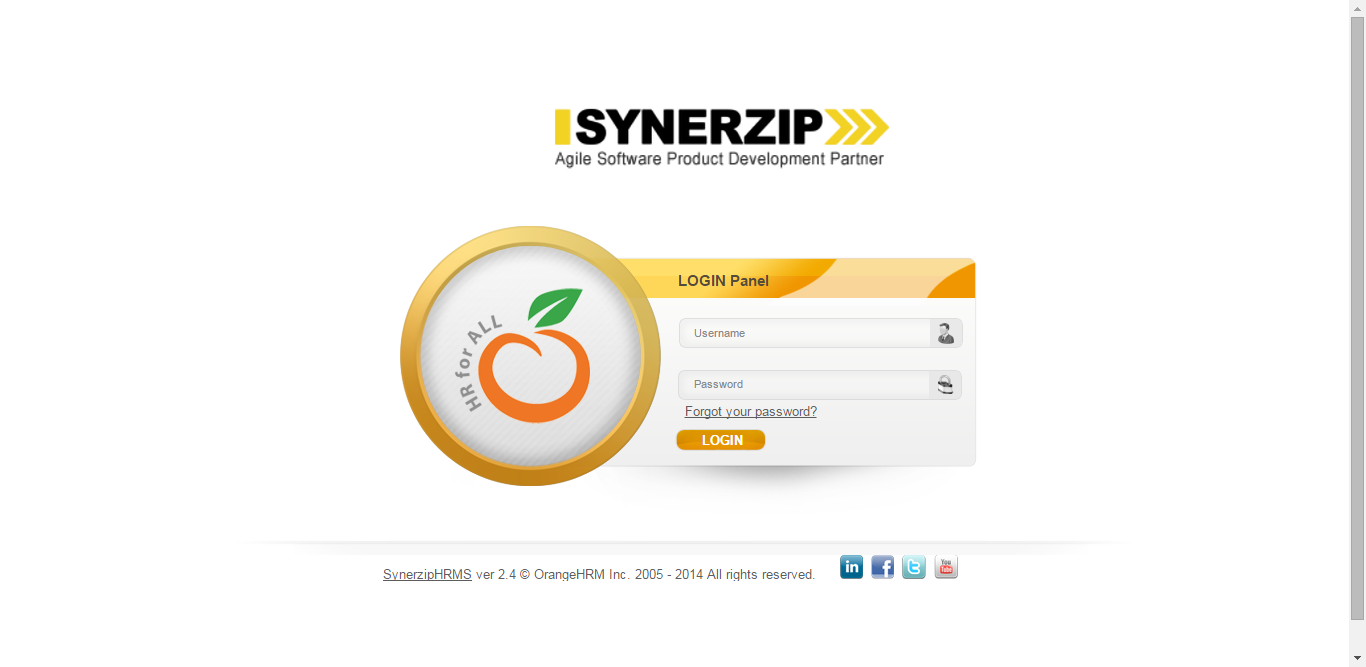 SYNERZIP
Agile Software Product Development Partner
HR for ALL
LOGIN Panel
Username
Password
Forgot your password?
LOGIN
SynerzipHRMS ver 2.4 © OrangeHRM Inc. 2005 - 2014 All rights reserved.
in
f
t
You
Tube